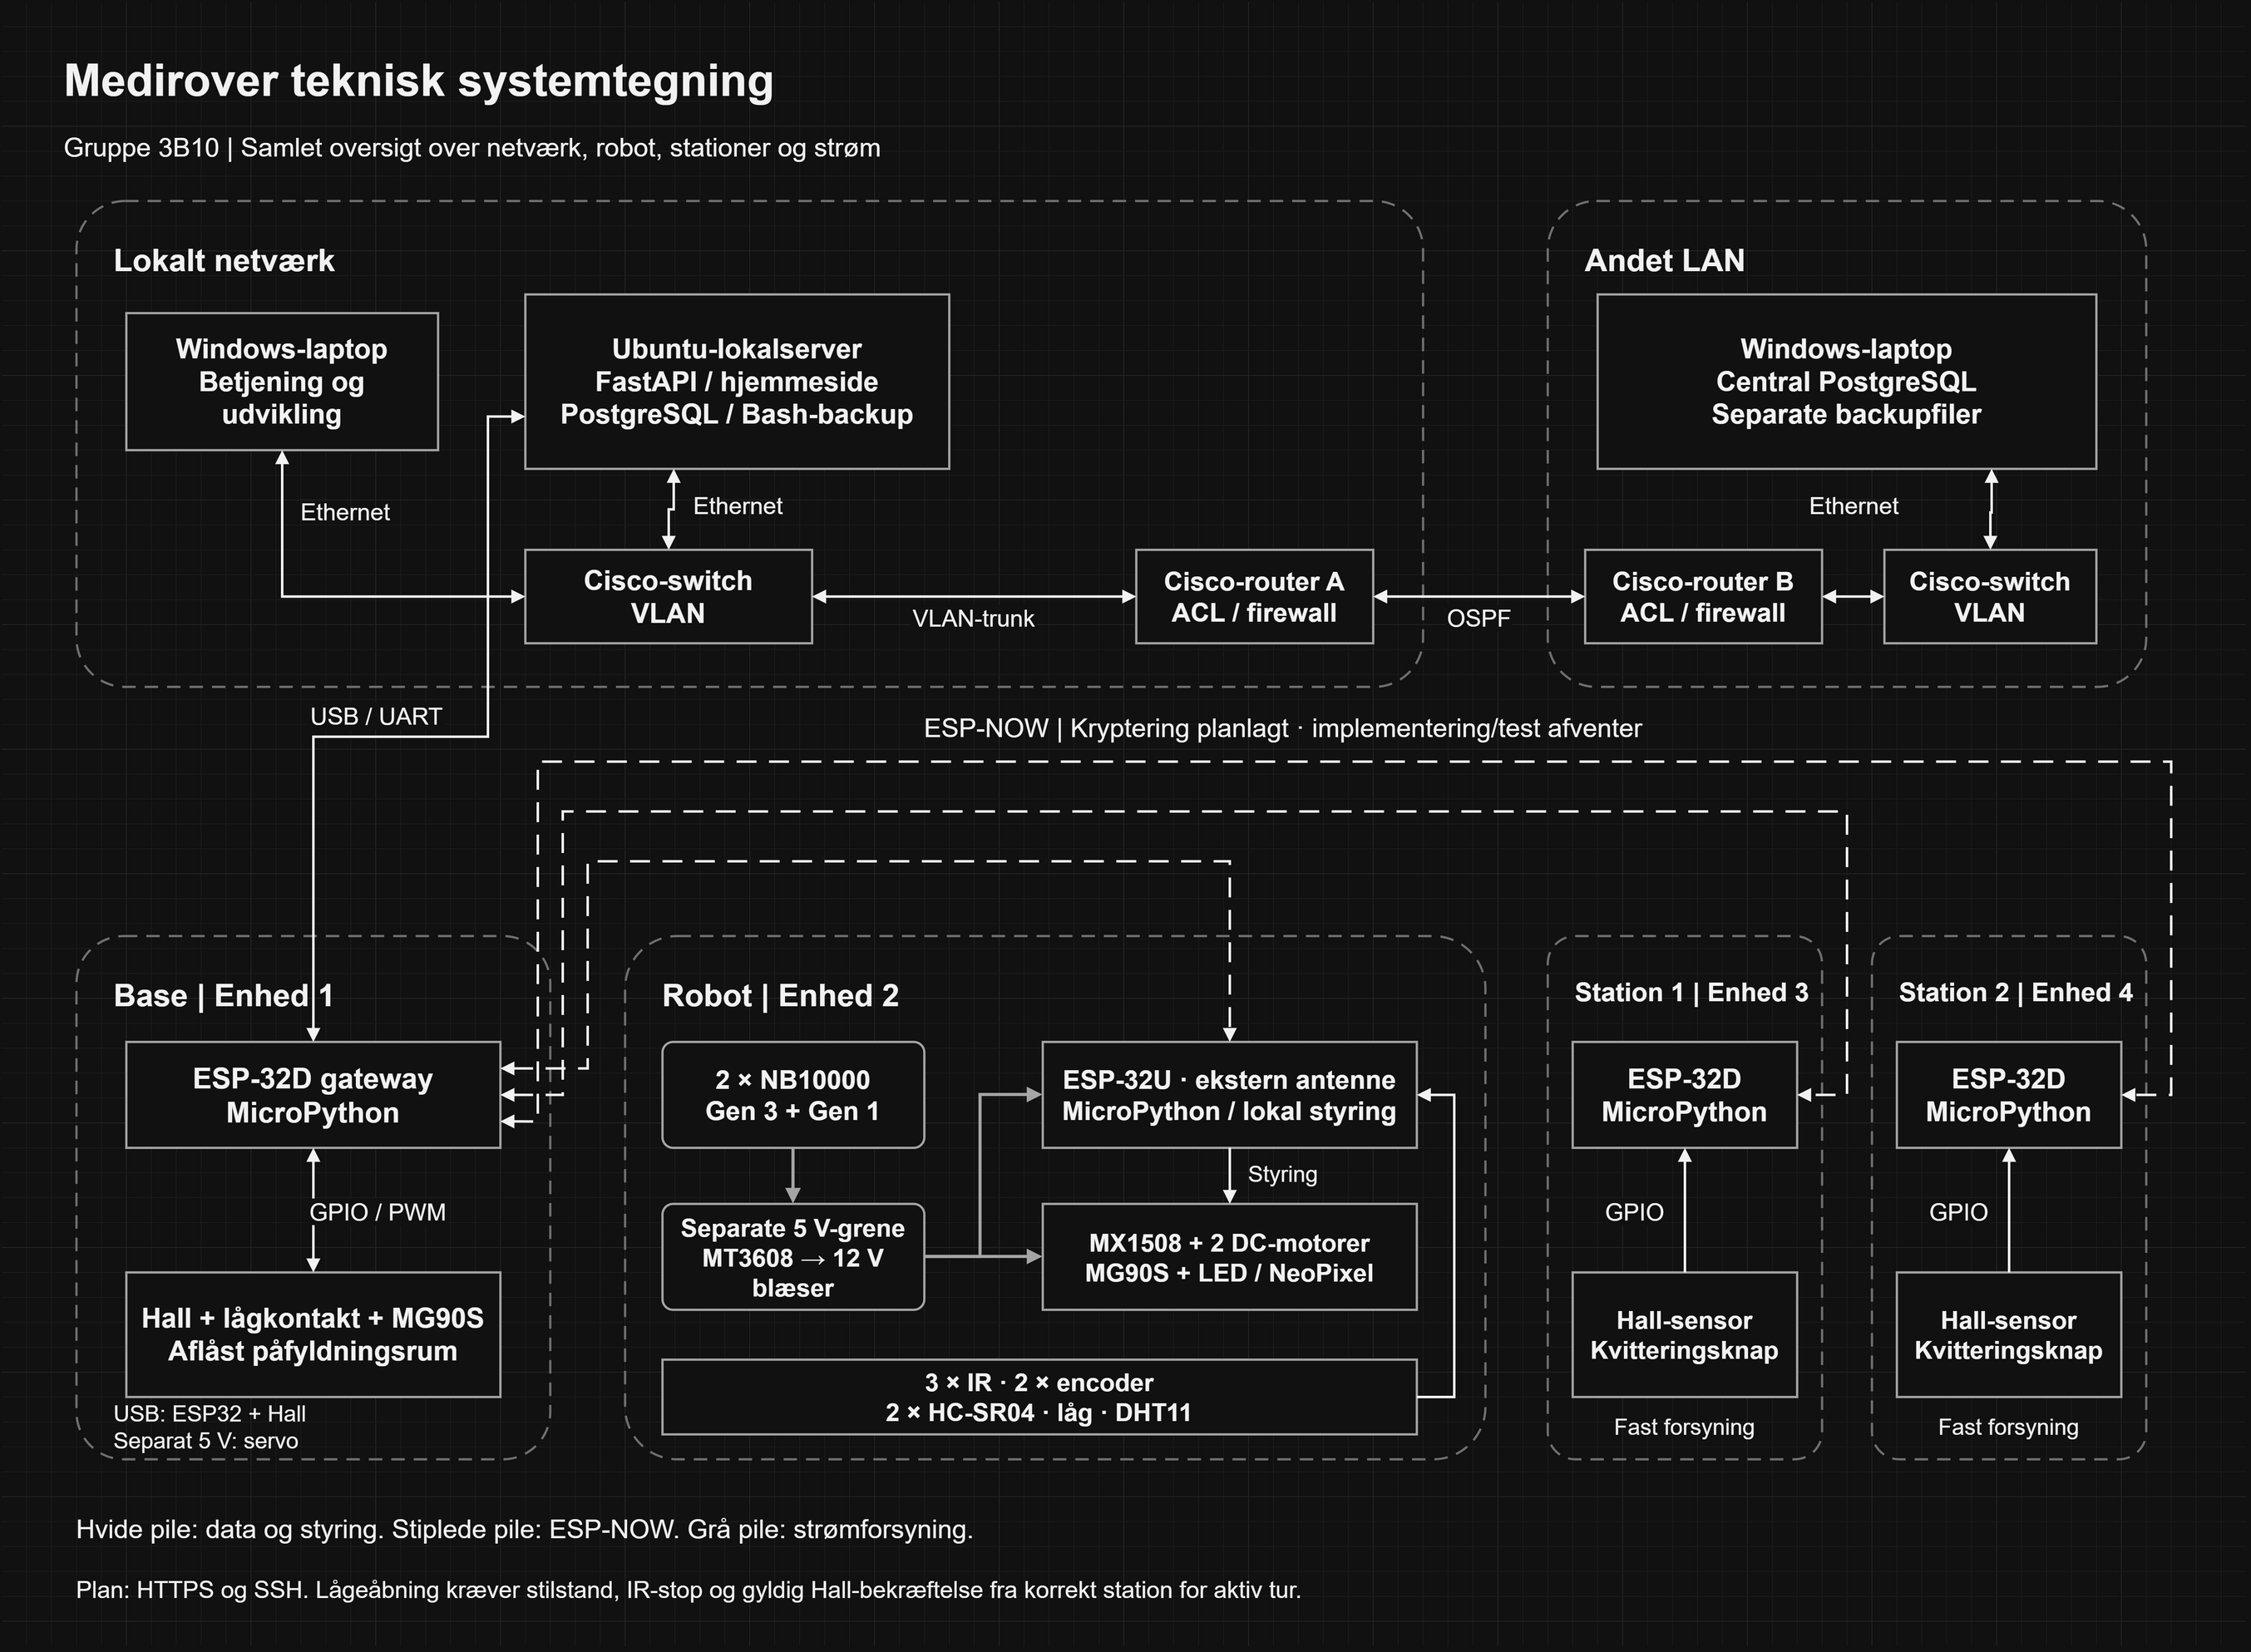 Medirover teknisk systemtegning
Gruppe 3B10 | Samlet oversigt over netværk, robot, stationer og strøm
Lokalt netværk
Windows-laptop
Betjening og
udvikling
Ubuntu-lokalserver
FastAPI / hjemmeside
PostgreSQL / Bash-backup
Ethernet
Ethernet
Cisco-switch
VLAN
VLAN-trunk
Cisco-router A
ACL / firewall
OSPF
Andet LAN
Windows-laptop
Central PostgreSQL
Separate backupfiler
Ethernet
Cisco-router B
ACL / firewall
Cisco-switch
VLAN
USB / UART
ESP-NOW | Kryptering planlagt · implementering/test afventer
Base | Enhed 1
ESP-32D gateway
MicroPython
GPIO / PWM
Hall + lågkontakt + MG90S
Aflåst påfyldningsrum
USB: ESP32 + Hall
Separat 5 V: servo
Robot | Enhed 2
2 × NB10000
Gen 3 + Gen 1
Separate 5 V-grene
MT3608 → 12 V
blæser
ESP-32U · ekstern antenne
MicroPython / lokal styring
Styring
MX1508 + 2 DC-motorer
MG90S + LED / NeoPixel
3 × IR · 2 × encoder
2 × HC-SR04 · låg · DHT11
Station 1 | Enhed 3
ESP-32D
MicroPython
GPIO
Hall-sensor
Kvitteringsknap
Fast forsyning
Station 2 | Enhed 4
ESP-32D
MicroPython
GPIO
Hall-sensor
Kvitteringsknap
Fast forsyning
Hvide pile: data og styring. Stiplede pile: ESP-NOW. Grå pile: strømforsyning.
Plan: HTTPS og SSH. Lågeåbning kræver stilstand, IR-stop og gyldig Hall-bekræftelse fra korrekt station for aktiv tur.